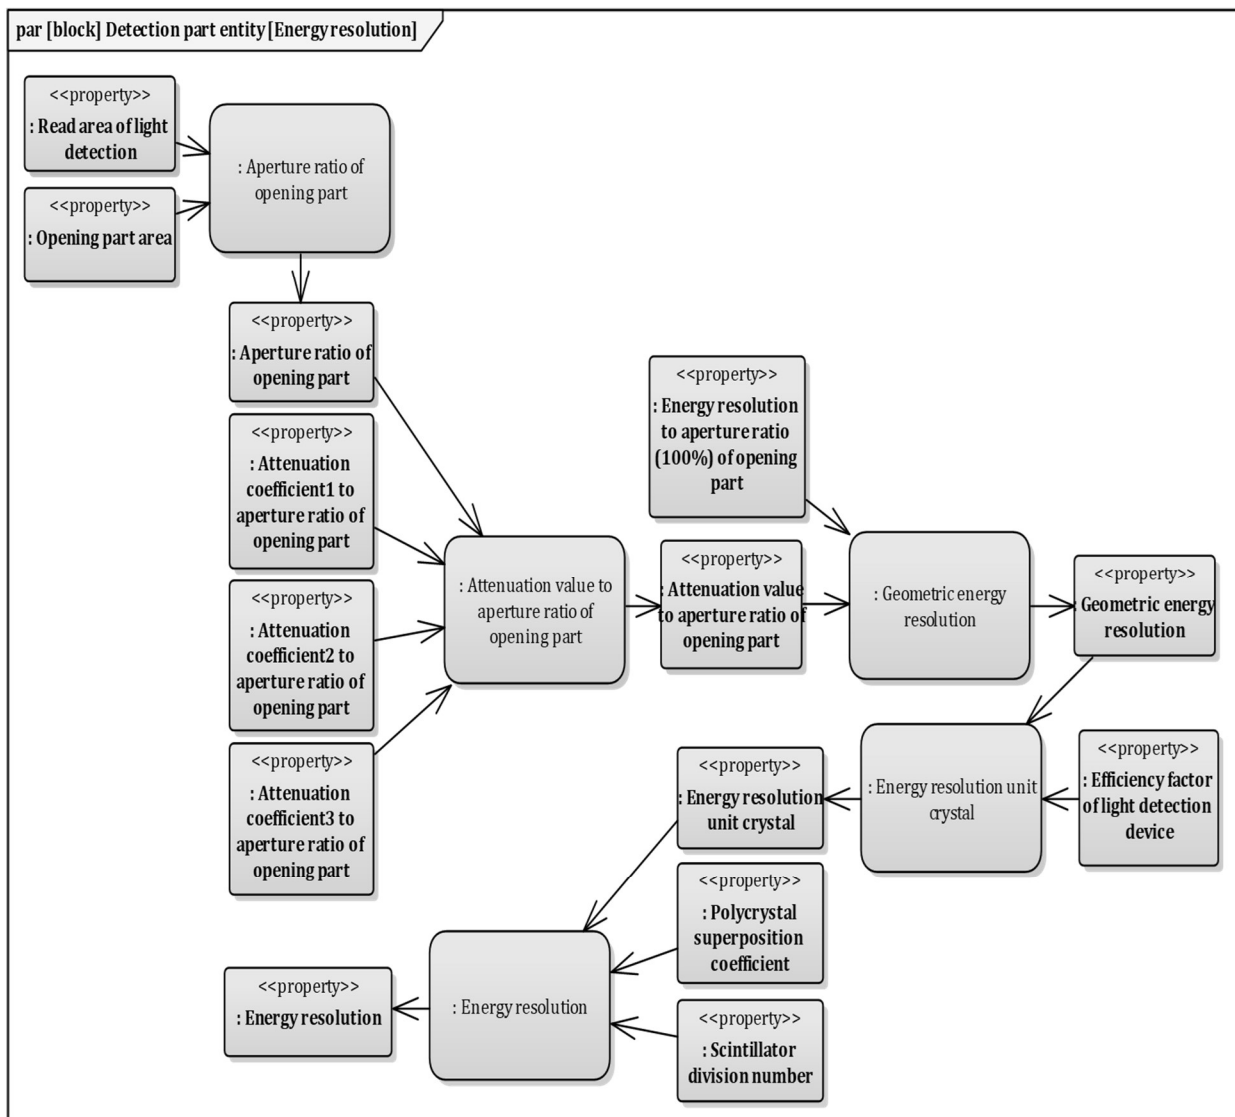 par [block] Detection part entity [Energy resolution]
<<property>>
: Read area of light
detection
<<property>>
: Opening part area
: Aperture ratio of
opening part
<<property>>
: Aperture ratio of
opening part
<<property>>
: Attenuation
coefficient1 to
aperture ratio of
opening part
<<property>>
: Attenuation
coefficient2 to
aperture ratio of
opening part
<<property>>
: Attenuation
coefficient3 to
aperture ratio of
opening part
: Attenuation value to
aperture ratio of
opening part
<<property>>
: Energy resolution
to aperture ratio
(100%) of opening
part
<<property>>
: Attenuation value
to aperture ratio of
opening part
: Geometric energy
resolution
<<property>>
: Geometric energy
resolution
<<property>>
: Efficiency factor
of light detection
device
: Energy resolution unit
crystal
<<property>>
: Energy resolution
unit crystal
<<property>>
: Polycrystal
superposition
coefficient
<<property>>
: Scintillator
division number
: Energy resolution
<<property>>
: Energy resolution